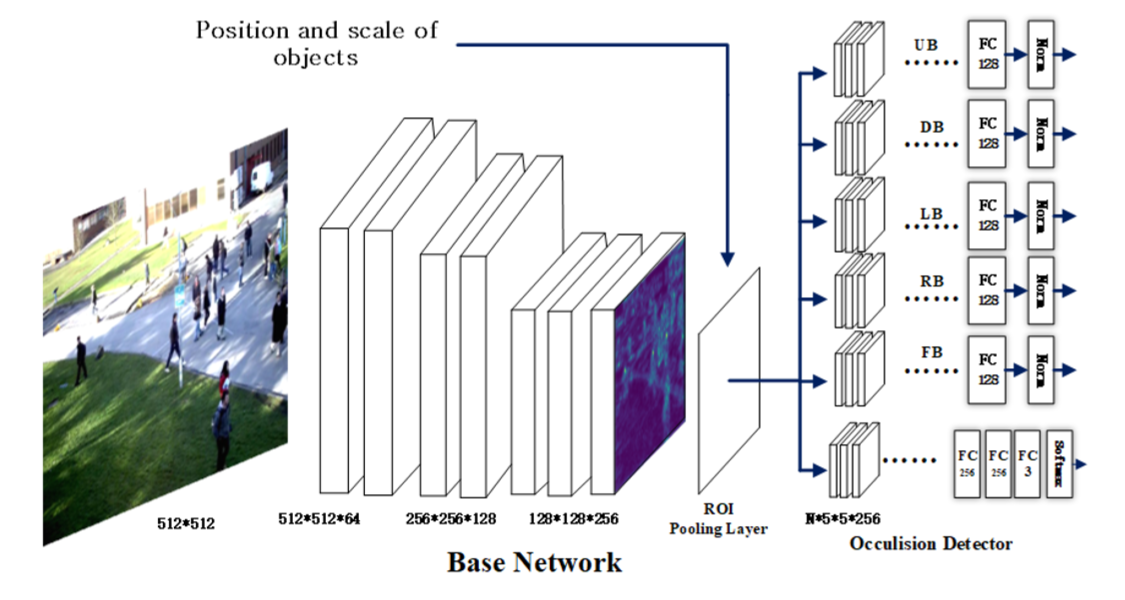 Position and scale of
objects
UB
FC
128
Norm
DB
FC
128
Norm
LB
FC
128
Norm
RB
FC
128
Norm
FB
FC
128
Norm
FC
256
FC
256
FC
3
Softmax
512*512
512*512*64
256*256*128
128*128*256
ROI
Pooling Layer
N*5*5*256
Occulision Detector
Base Network